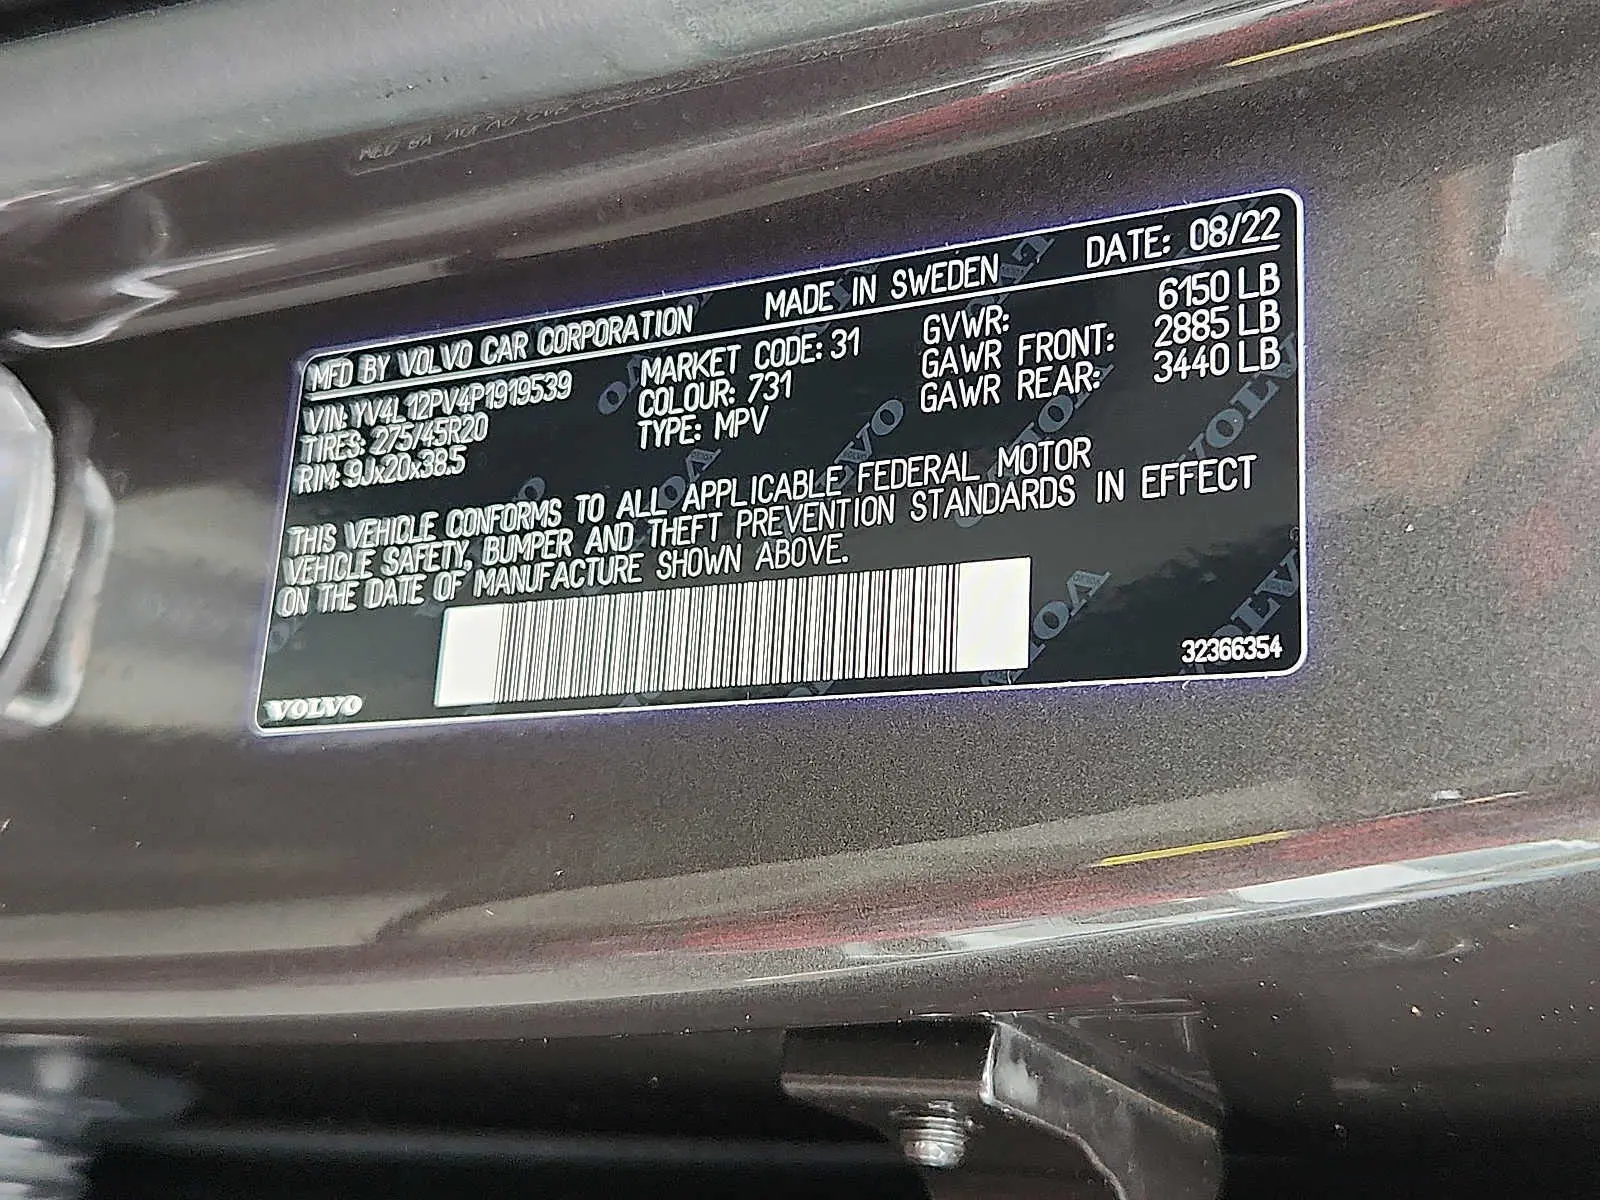 MFD BY VOLVO CAR CORPORATION MADE IN SWEDEN DATE: 08/22
VIN: YV4L12PV4P1919539 MARKET CODE: 31 GVWR: 6150 LB
TIRES: 275/45R20 COLOUR: 731 GAWR FRONT: 2885 LB
RIM: 9Jx20x38.5 TYPE: MPV GAWR REAR: 3440 LB
THIS VEHICLE CONFORMS TO ALL APPLICABLE FEDERAL MOTOR
VEHICLE SAFETY, BUMPER AND THEFT PREVENTION STANDARDS IN EFFECT
ON THE DATE OF MANUFACTURE SHOWN ABOVE.
32366354
VOLVO